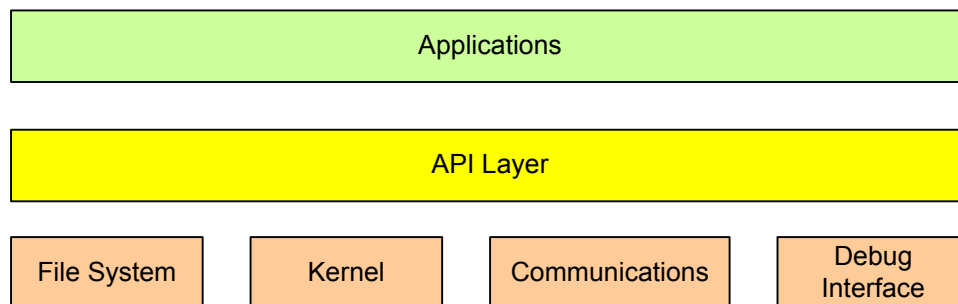 Applications
API Layer
File System
Kernel
Communications
Debug
Interface